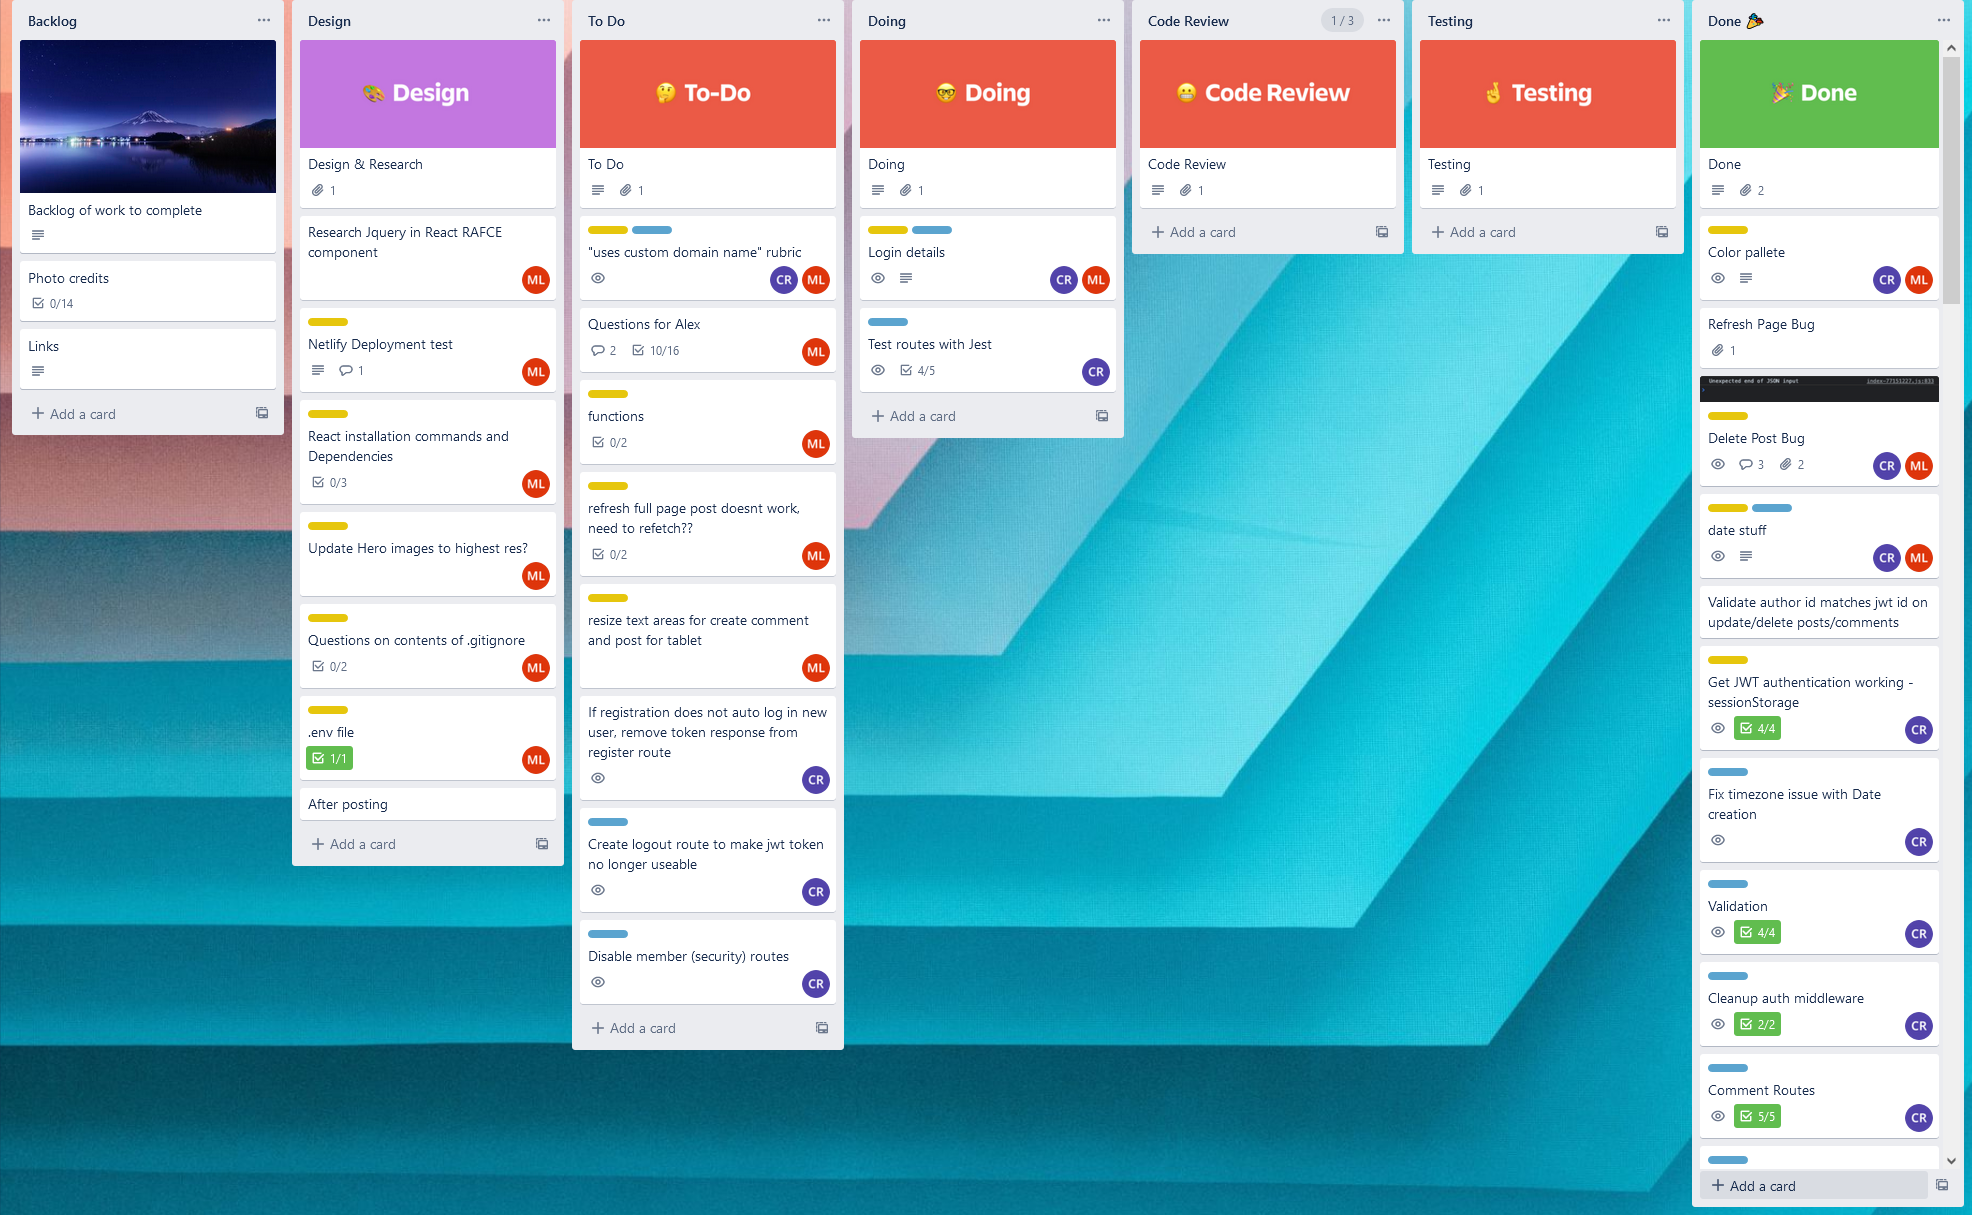 Backlog
Backlog of work to complete
Photo credits
0/14
Links
Add a card
Design
Design
Design & Research
1
Research Jquery in React RAFCE
component
ML
Netlify Deployment test
1
ML
React installation commands and
Dependencies
0/3
ML
Update Hero images to highest res?
ML
Questions on contents of .gitignore
0/2
ML
.env file
1/1
ML
After posting
Add a card
To Do
To-Do
To Do
1
"uses custom domain name" rubric
CR ML
Questions for Alex
2 10/16
ML
functions
0/2
ML
refresh full page post doesnt work,
need to refetch??
0/2
ML
resize text areas for create comment
and post for tablet
ML
If registration does not auto log in new
user, remove token response from
register route
CR
Create logout route to make jwt token
no longer useable
CR
Disable member (security) routes
CR
Add a card
Doing
Doing
Doing
1
Login details
CR ML
Test routes with Jest
4/5
CR
Add a card
Code Review 1 / 3
Code Review
Code Review
1
Add a card
Testing
Testing
Testing
1
Add a card
Done
Done
Done
2
Color pallete
CR ML
Refresh Page Bug
1
Unexpected end of JSON input index-77151227.js:833
Delete Post Bug
3 2
CR ML
date stuff
CR ML
Validate author id matches jwt id on
update/delete posts/comments
Get JWT authentication working -
sessionStorage
4/4
CR
Fix timezone issue with Date
creation
CR
Validation
4/4
CR
Cleanup auth middleware
2/2
CR
Comment Routes
5/5
CR
Add a card